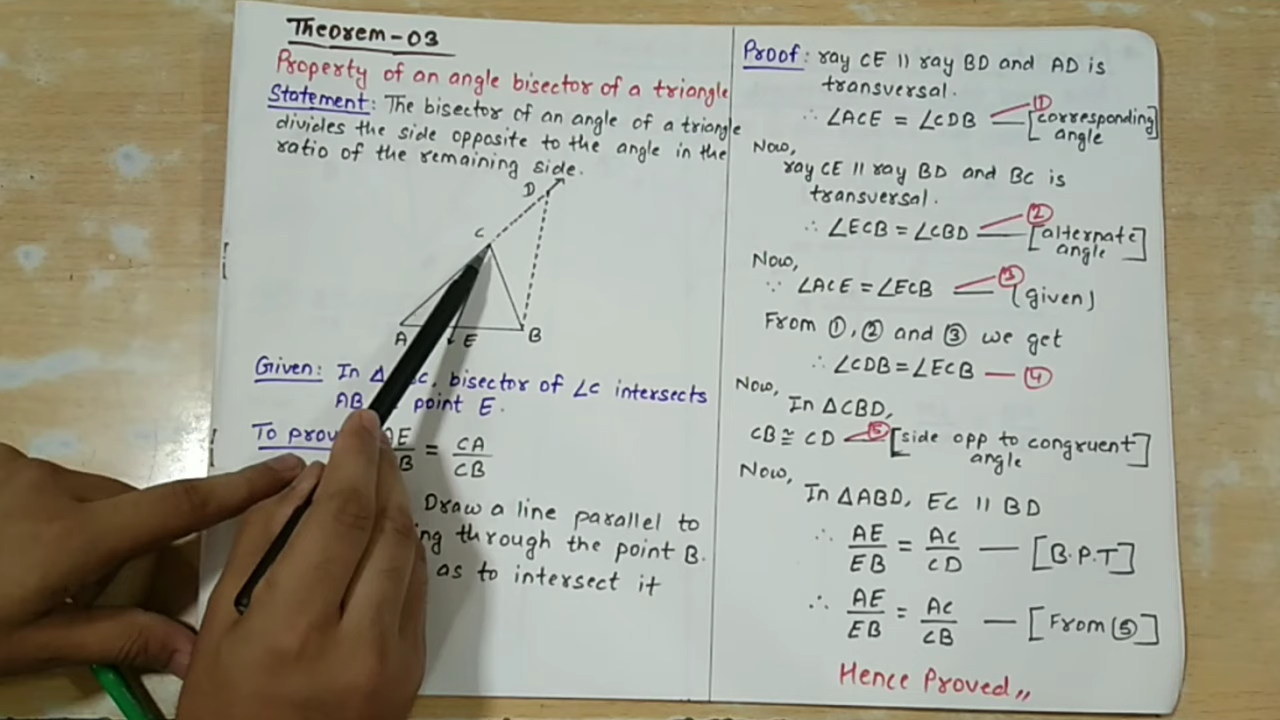 Theorem-03
Property of an angle bisector of a triangle
Statement: The bisector of an angle of a triangle
divides the side opposite to the angle in the
ratio of the remaining side.
D
C
A E B
Given: In Δ C, bisector of ∠C intersects
AB point E.
To prov AE/B = CA/CB
Draw a line parallel to
ng through the point B.
as to intersect it
Proof: ray CE || ray BD and AD is
transversal.
∴ ∠ACE = ∠CDB — ① [corresponding
angle]
Now,
ray CE || ray BD and BC is
transversal.
∴ ∠ECB = ∠CBD — ② [alternate
angle]
Now,
∵ ∠ACE = ∠ECB — ③ (given)
From ①, ② and ③ we get
∴ ∠CDB = ∠ECB — ④
Now,
In ΔCBD,
CB ≅ CD — ⑤ [side opp to congruent
angle]
Now,
In ΔABD, EC || BD
∴ AE/EB = AC/CD — [B.P.T]
∴ AE/EB = AC/CB — [From ⑤]
Hence Proved,,